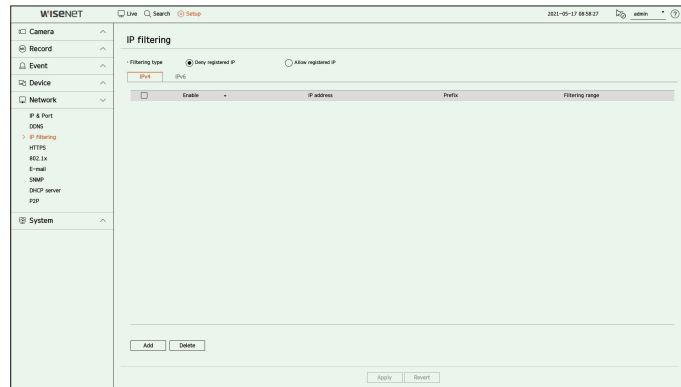 WISENET Live Search Setup 2021-05-17 08:58:27 admin ?
Camera
Record
Event
Device
Network
IP & Port
DDNS
> IP filtering
HTTPS
802.1x
E-mail
SNMP
DHCP server
P2P
System
IP filtering
- Filtering type Deny registered IP Allow registered IP
IPv4 IPv6
Enable IP address Prefix Filtering range
Add Delete
Apply Revert